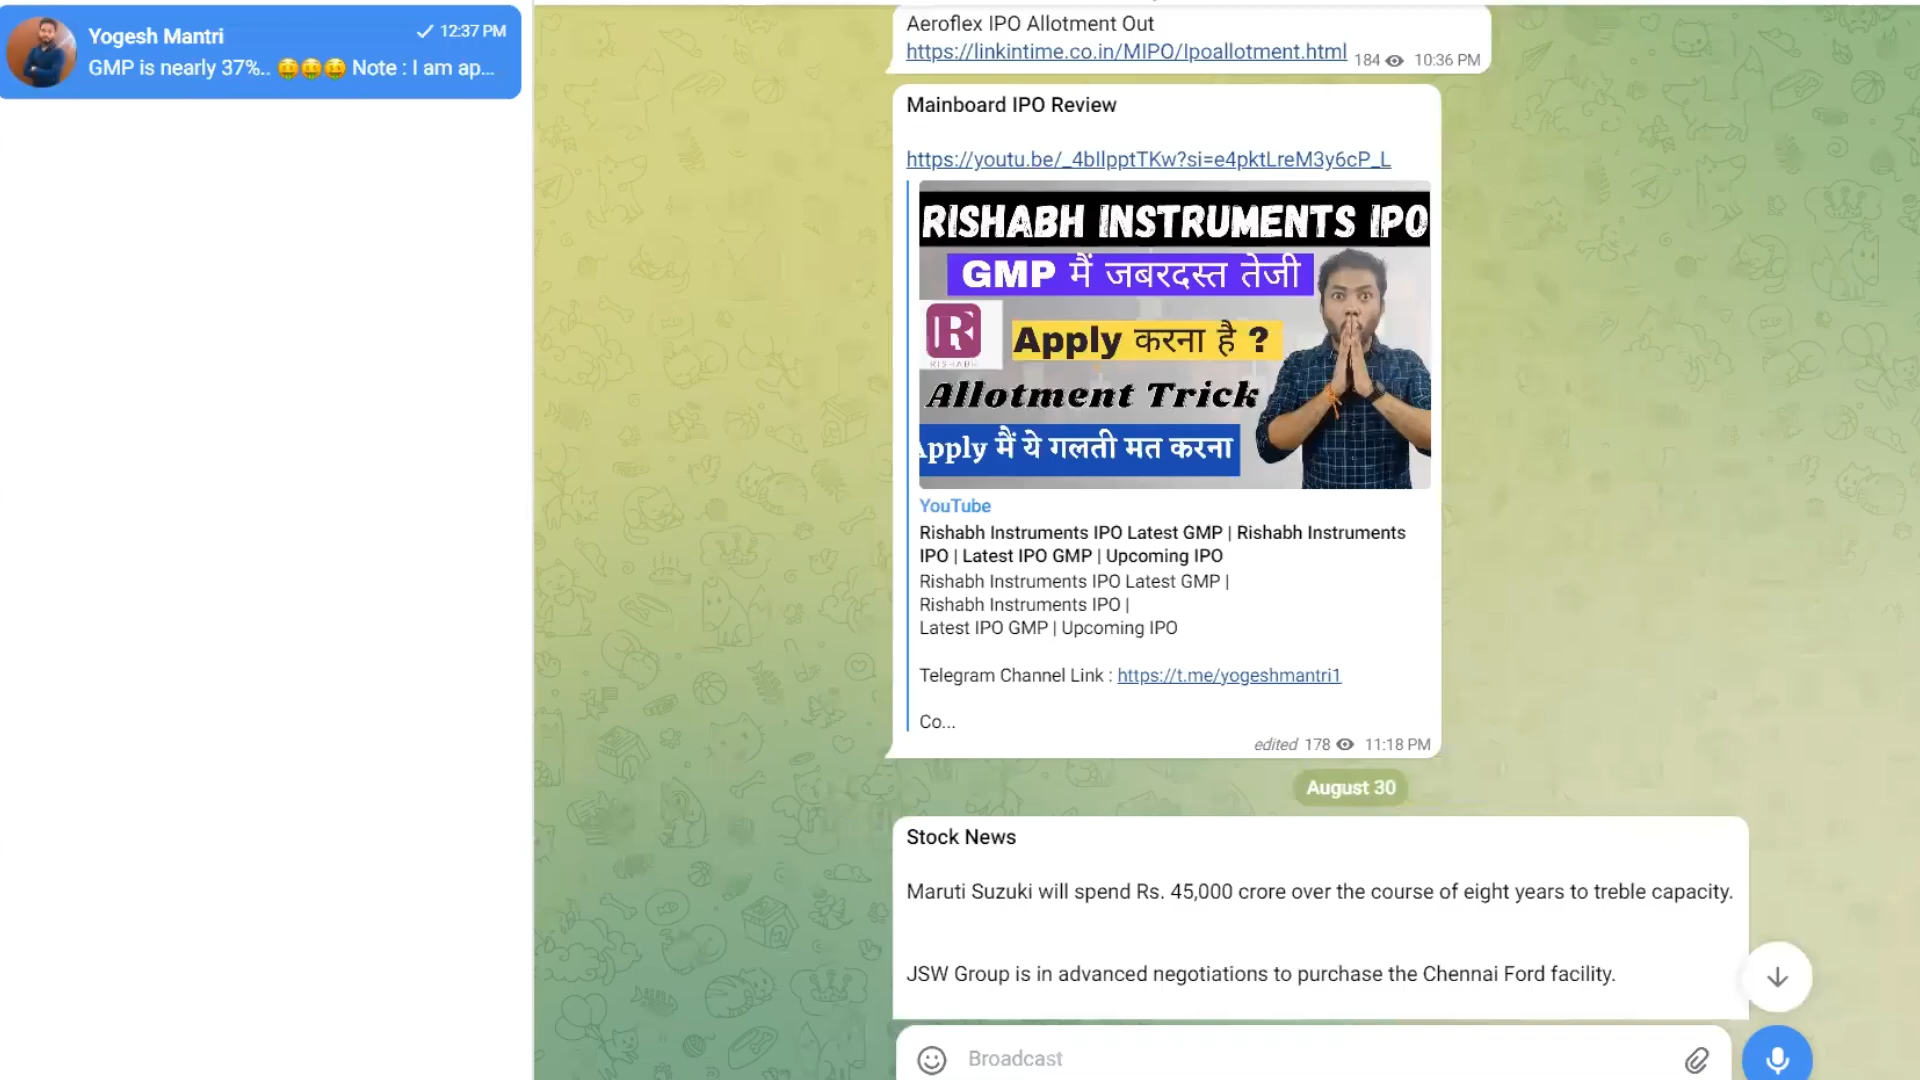 Yogesh Mantri
12:37 PM
GMP is nearly 37%.. 🤑🤑🤑 Note : I am ap...
Aeroflex IPO Allotment Out
https://linkintime.co.in/MIPO/Ipoallotment.html
184 10:36 PM
Mainboard IPO Review
https://youtu.be/_4bIlpptTKw?si=e4pktLreM3y6cP_L
RISHABH INSTRUMENTS IPO
GMP मैं जबरदस्त तेजी
R
RISHABH
Apply करना है ?
Allotment Trick
Apply मैं ये गलती मत करना
YouTube
Rishabh Instruments IPO Latest GMP | Rishabh Instruments
IPO | Latest IPO GMP | Upcoming IPO
Rishabh Instruments IPO Latest GMP |
Rishabh Instruments IPO |
Latest IPO GMP | Upcoming IPO
Telegram Channel Link : https://t.me/yogeshmantri1
Co...
edited 178 11:18 PM
August 30
Stock News
Maruti Suzuki will spend Rs. 45,000 crore over the course of eight years to treble capacity.
JSW Group is in advanced negotiations to purchase the Chennai Ford facility.
Broadcast